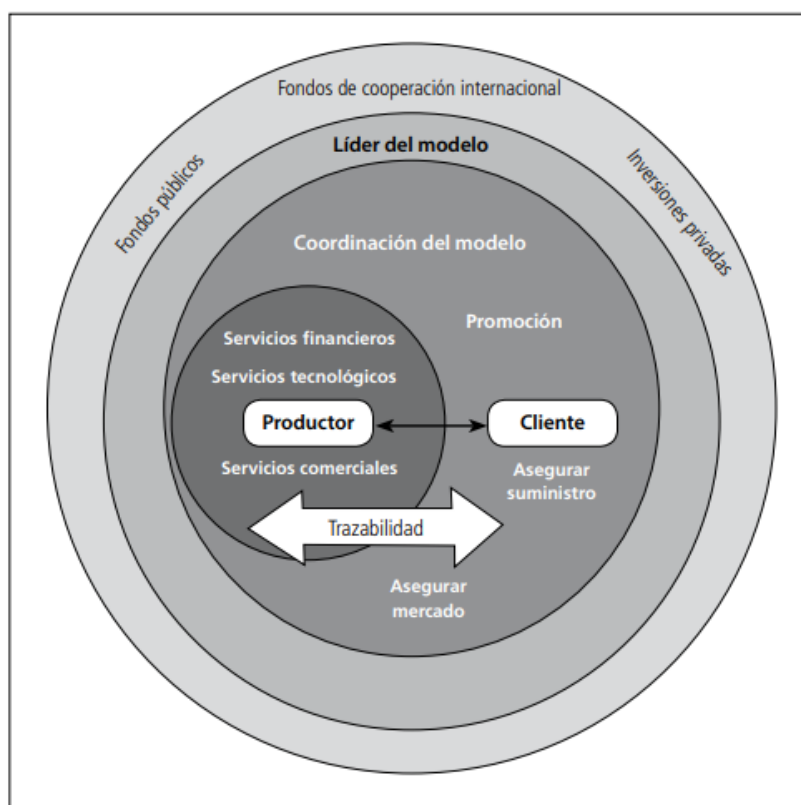 Fondos de cooperación internacional
Líder del modelo
Fondos públicos
Inversiones privadas
Coordinación del modelo
Promoción
Servicios financieros
Servicios tecnológicos
Productor
Cliente
Servicios comerciales
Asegurar
suministro
Trazabilidad
Asegurar
mercado